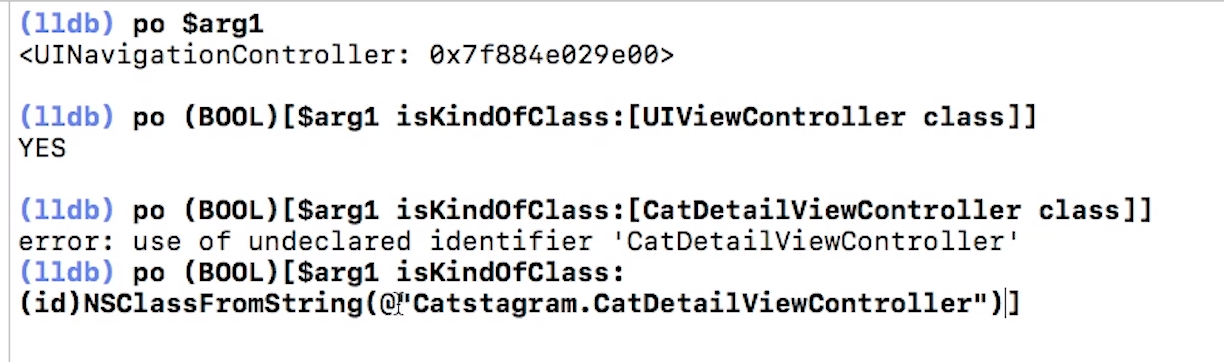 (lldb) po $arg1
<UINavigationController: 0x7f884e029e00>
(lldb) po (BOOL)[$arg1 isKindOfClass:[UIViewController class]]
YES
(lldb) po (BOOL)[$arg1 isKindOfClass:[CatDetailViewController class]]
error: use of undeclared identifier 'CatDetailViewController'
(lldb) po (BOOL)[$arg1 isKindOfClass:
(id)NSClassFromString(@"Catstagram.CatDetailViewController")]